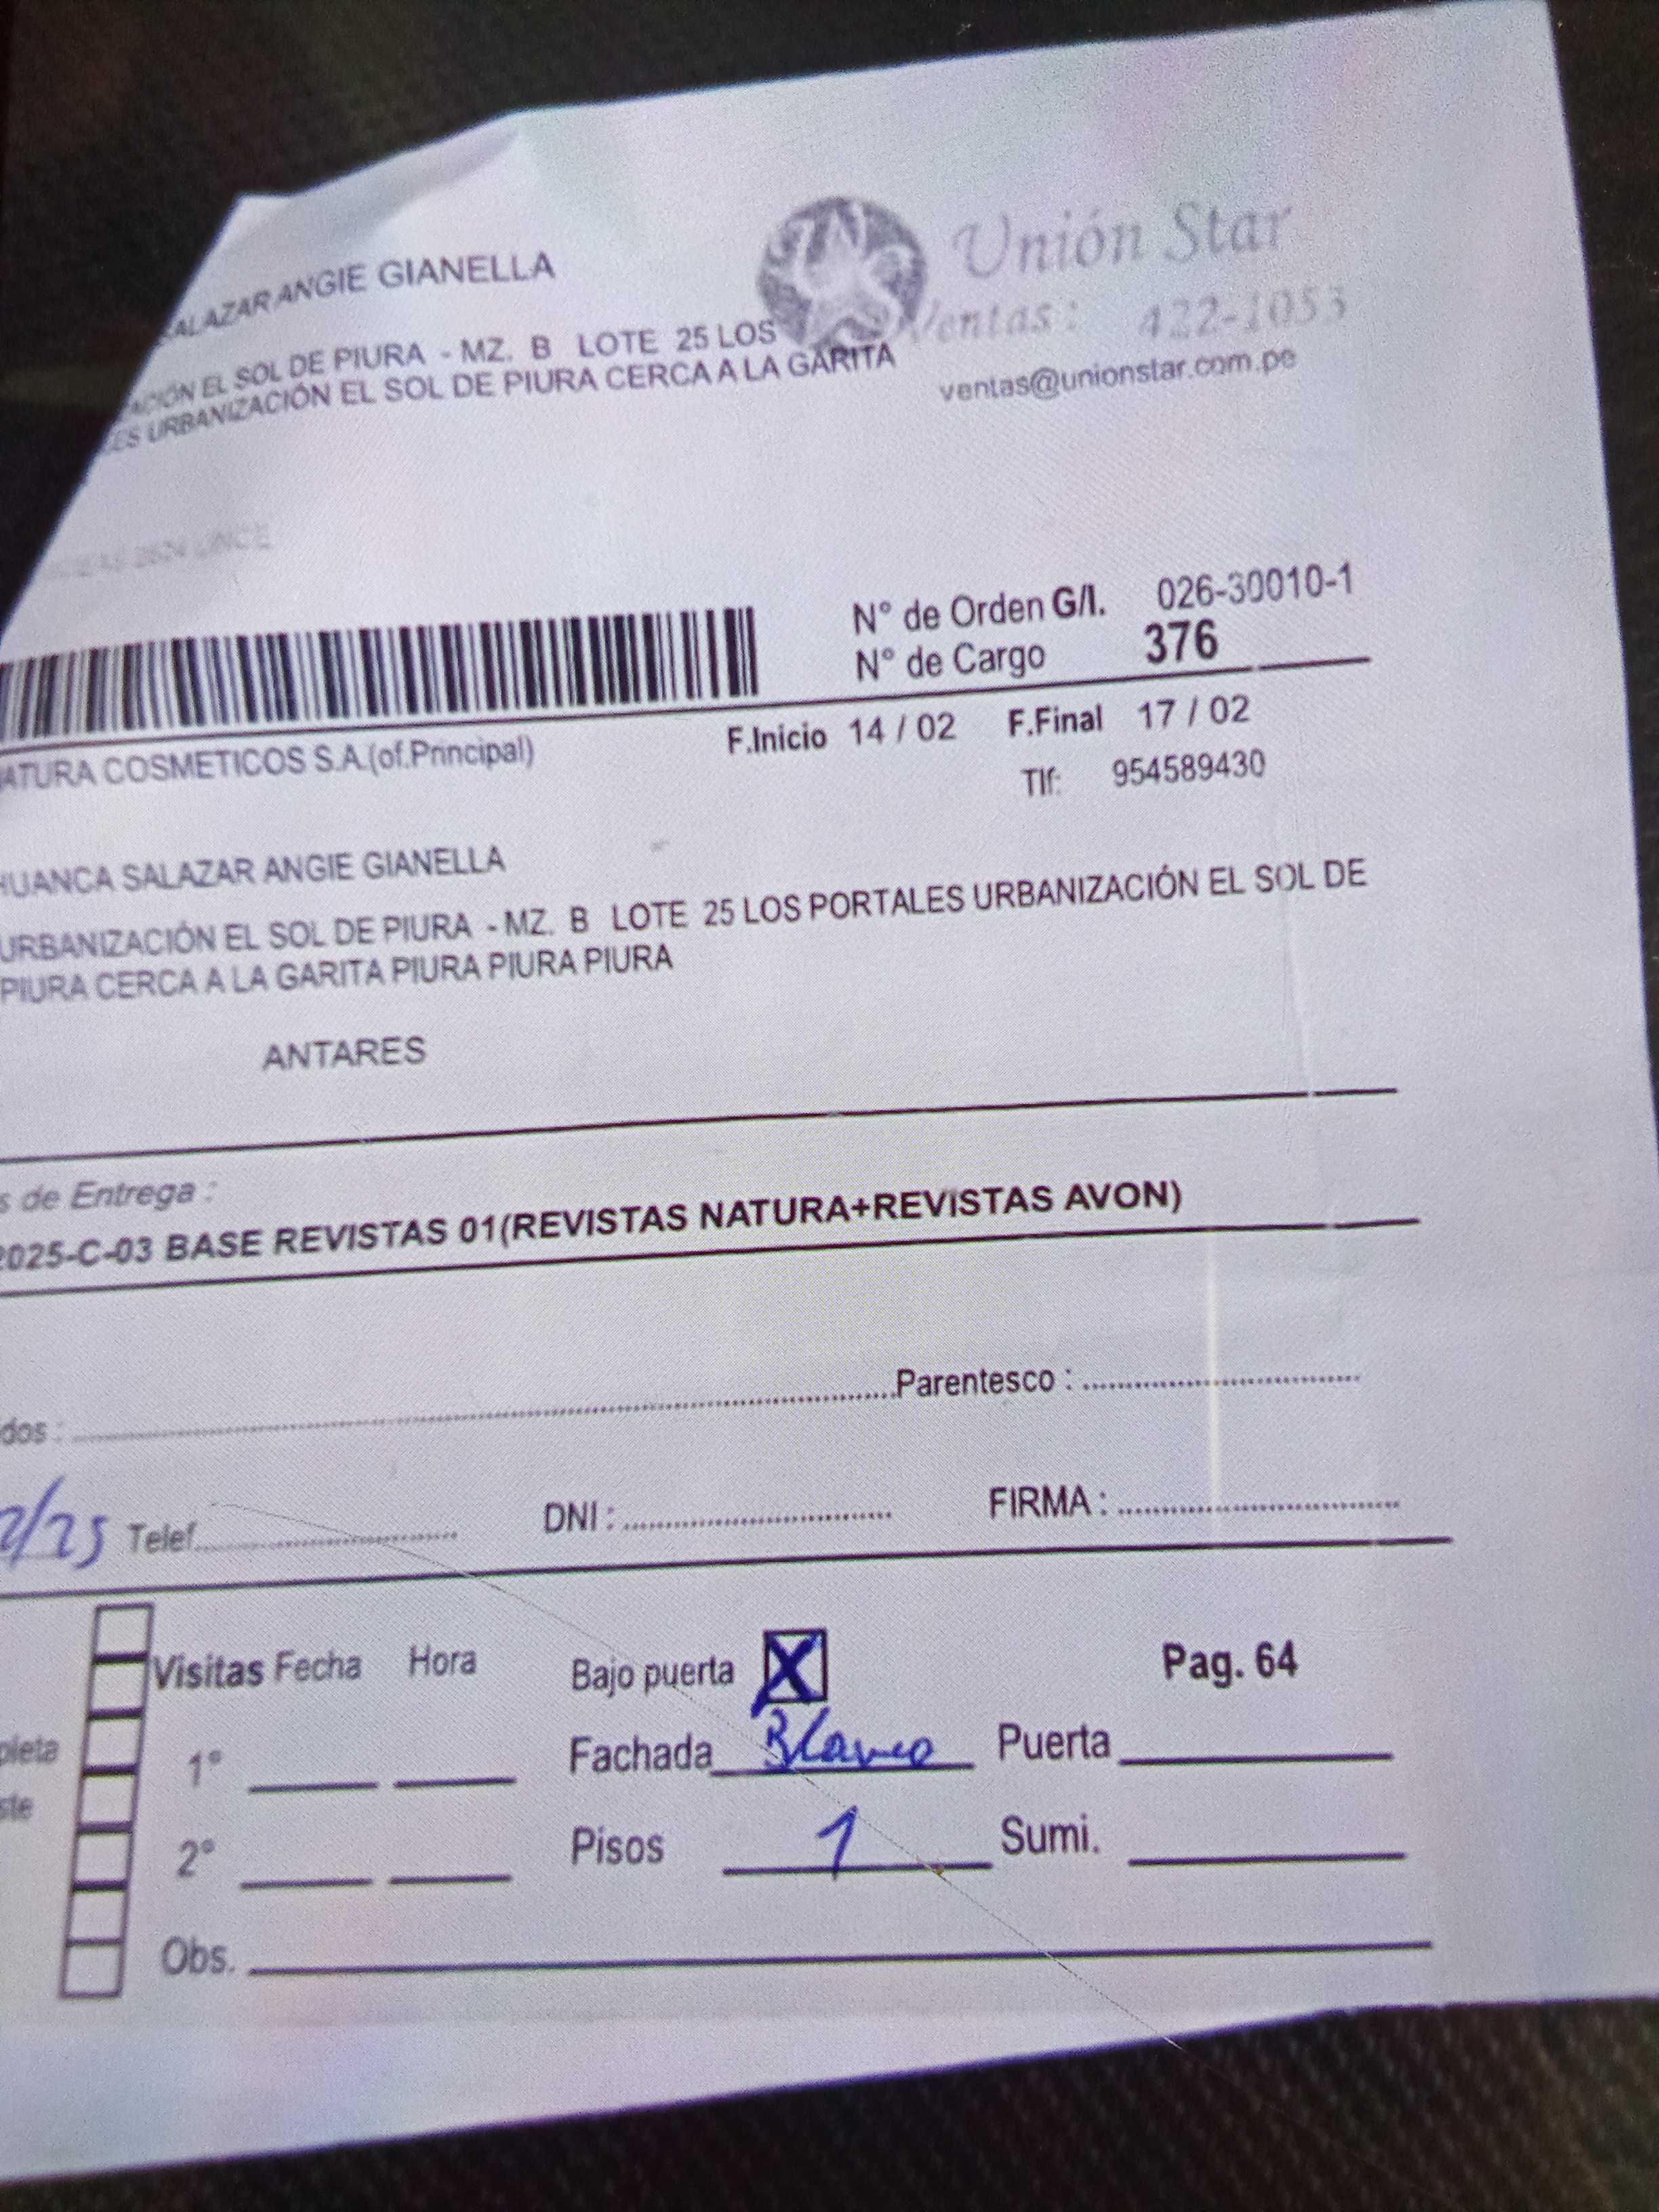 SALAZAR ANGIE GIANELLA
Unión Star
Ventas: 422-1053
ventas@unionstar.com.pe
EL SOL DE PIURA - MZ. B LOTE 25 LOS
URBANIZACIÓN EL SOL DE PIURA CERCA A LA GARITA
N° de Orden G/I. 026-30010-1
N° de Cargo 376
F.Inicio 14 / 02 F.Final 17 / 02
ATURA COSMETICOS S.A.(of.Principal)
Tlf: 954589430
HUANCA SALAZAR ANGIE GIANELLA
URBANIZACIÓN EL SOL DE PIURA - MZ. B LOTE 25 LOS PORTALES URBANIZACIÓN EL SOL DE
PIURA CERCA A LA GARITA PIURA PIURA PIURA
ANTARES
s de Entrega :
2025-C-03 BASE REVISTAS 01(REVISTAS NATURA+REVISTAS AVON)
dos : Parentesco :
2/25 Telef. DNI : FIRMA :
Visitas Fecha Hora Bajo puerta X Pag. 64
pleta
1° Fachada Blanco Puerta
ste
2° Pisos 1 Sumi.
Obs.